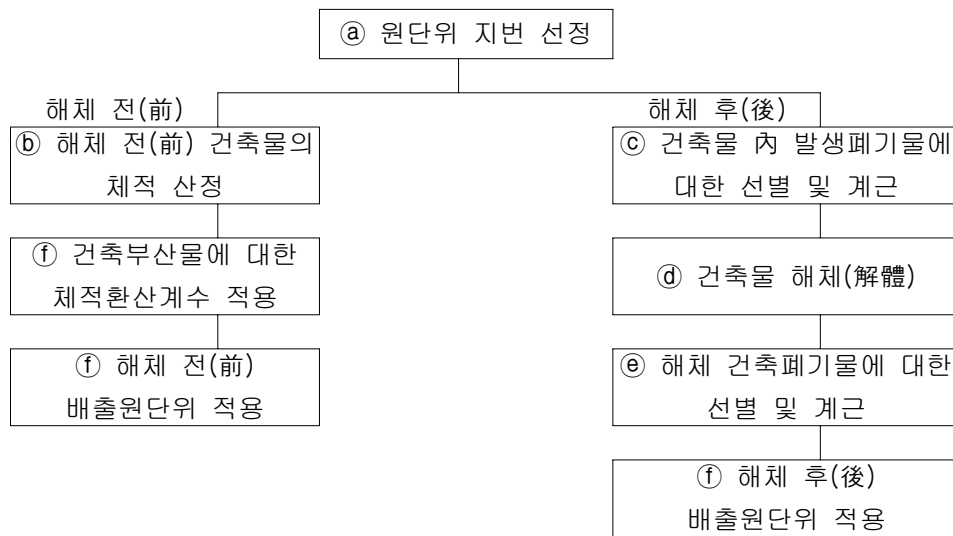 ⓐ 원단위 지번 선정
해체 전(前)
해체 후(後)
ⓑ 해체 전(前) 건축물의
체적 산정
ⓒ 건축물 內 발생폐기물에
대한 선별 및 계근
ⓕ 건축부산물에 대한
체적환산계수 적용
ⓓ 건축물 해체(解體)
ⓕ 해체 전(前)
배출원단위 적용
ⓔ 해체 건축폐기물에 대한
선별 및 계근
ⓕ 해체 후(後)
배출원단위 적용